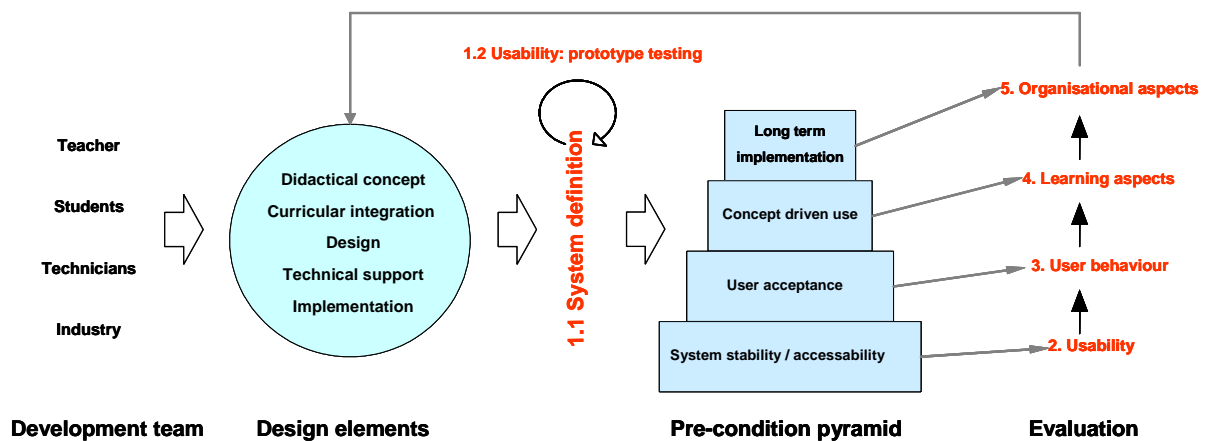 1.2 Usability: prototype testing
Teacher
Students
Technicians
Industry
Didactical concept
Curricular integration
Design
Technical support
Implementation
1.1 System definition
Long term
implementation
Concept driven use
User acceptance
System stability / accessability
5. Organisational aspects
4. Learning aspects
3. User behaviour
2. Usability
Development team
Design elements
Pre-condition pyramid
Evaluation